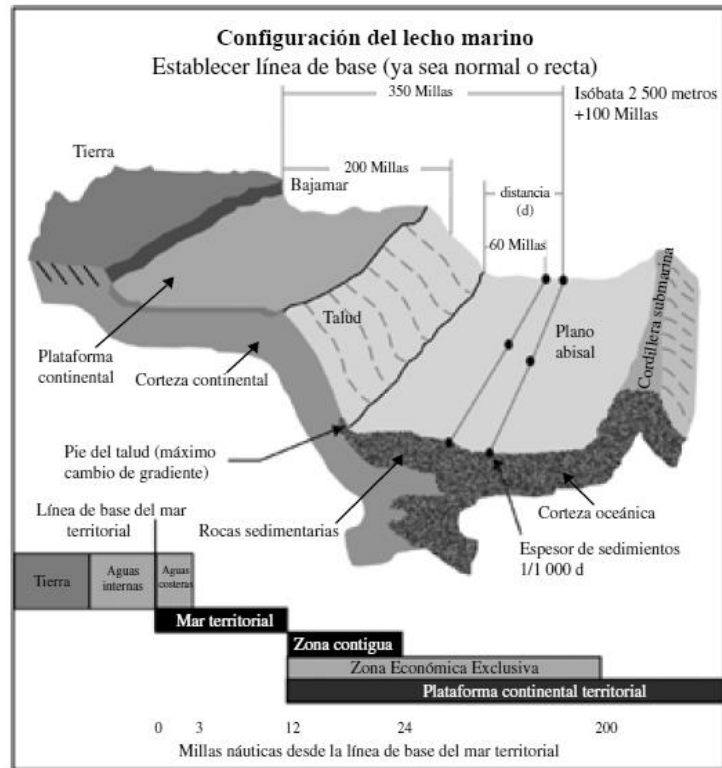 Configuración del lecho marino
Establecer línea de base (ya sea normal o recta)
350 Millas
Isóbata 2 500 metros
+100 Millas
Tierra
200 Millas
Bajamar
distancia
(d)
60 Millas
Cordillera submarina
Talud
Plano
abisal
Plataforma
continental
Corteza continental
Pie del talud (máximo
cambio de gradiente)
Línea de base del mar
territorial
Rocas sedimentarias
Corteza oceánica
Espesor de sedimientos
1/1 000 d
Tierra
Aguas
internas
Aguas
costeras
Mar territorial
Zona contigua
Zona Económica Exclusiva
Plataforma continental territorial
0 3 12 24 200
Millas náuticas desde la línea de base del mar territorial